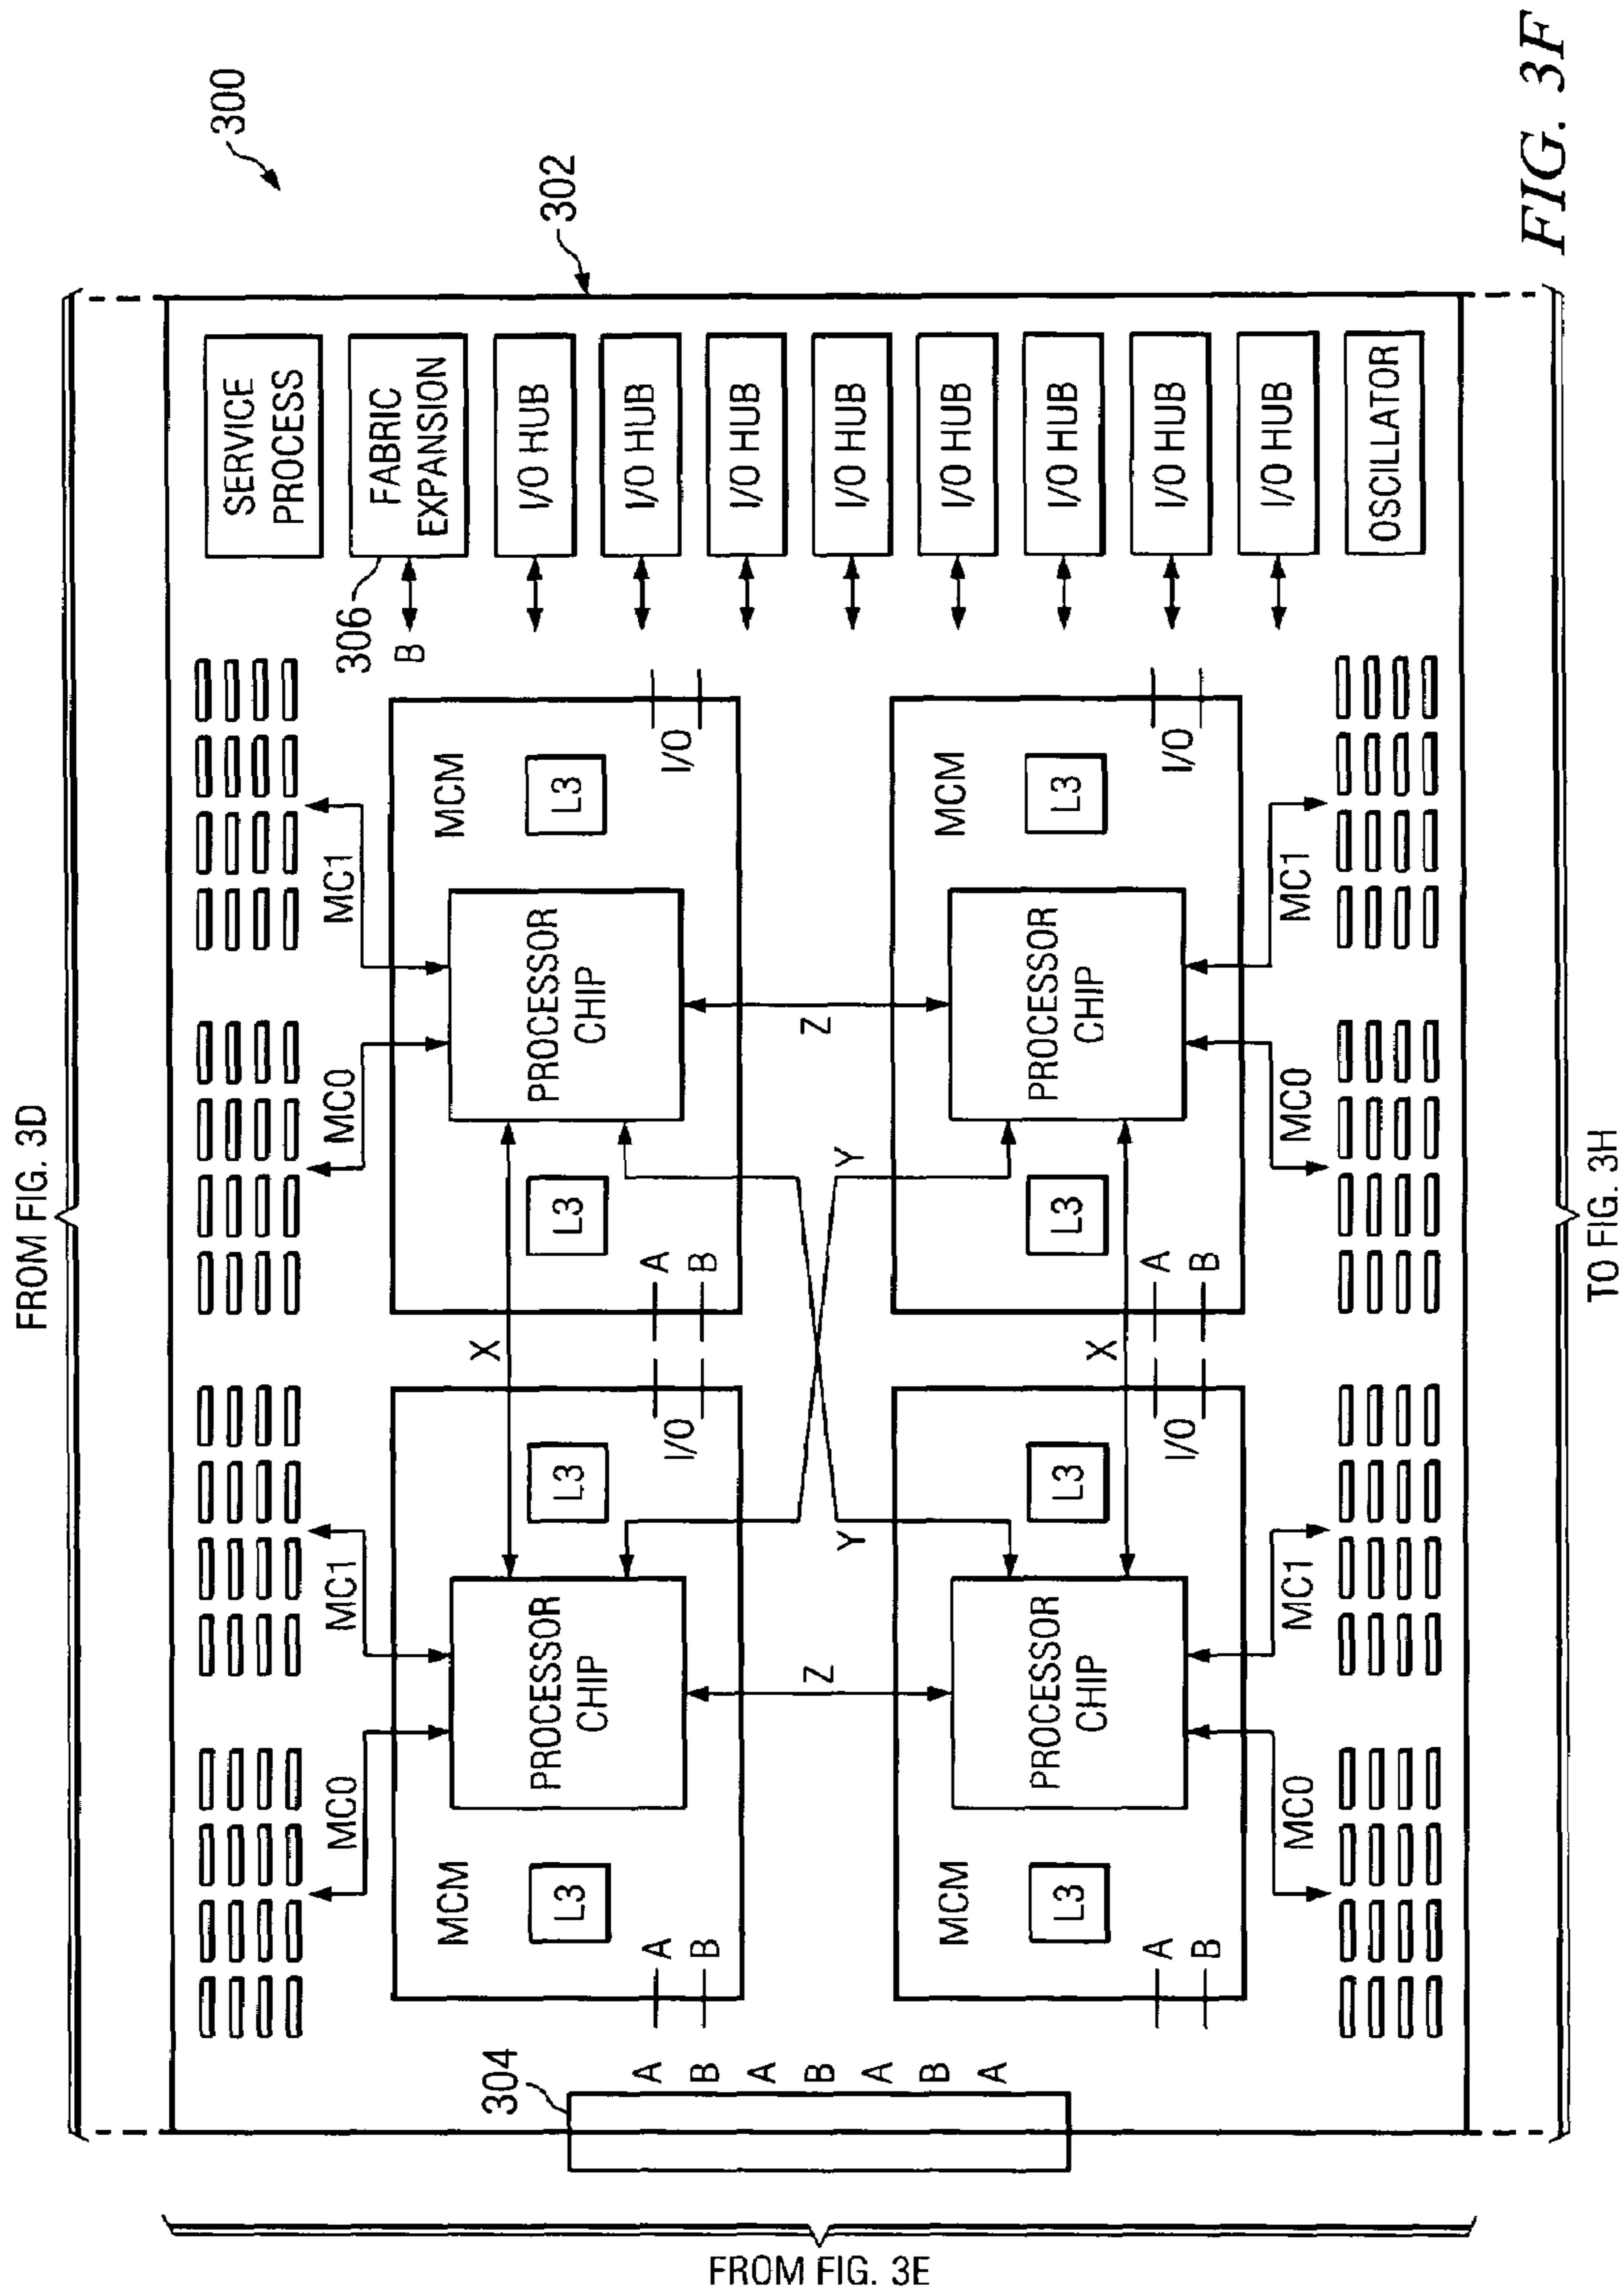 FROM FIG. 3D
300
302
SERVICE
PROCESS
306
B
FABRIC
EXPANSION
I/O HUB
I/O HUB
I/O HUB
I/O HUB
I/O HUB
I/O HUB
I/O HUB
I/O HUB
OSCILLATOR
MC0
MC1
MC0
MC1
MCM
L3
PROCESSOR
CHIP
L3
I/O
A
B
X
MCM
L3
PROCESSOR
CHIP
L3
I/O
A
B
Z
Y
Y
Z
MCM
L3
PROCESSOR
CHIP
L3
I/O
A
B
X
MCM
L3
PROCESSOR
CHIP
L3
I/O
A
B
MC0
MC1
MC0
MC1
304
A
B
A
B
A
B
A
FROM FIG. 3E
TO FIG. 3H
FIG. 3F